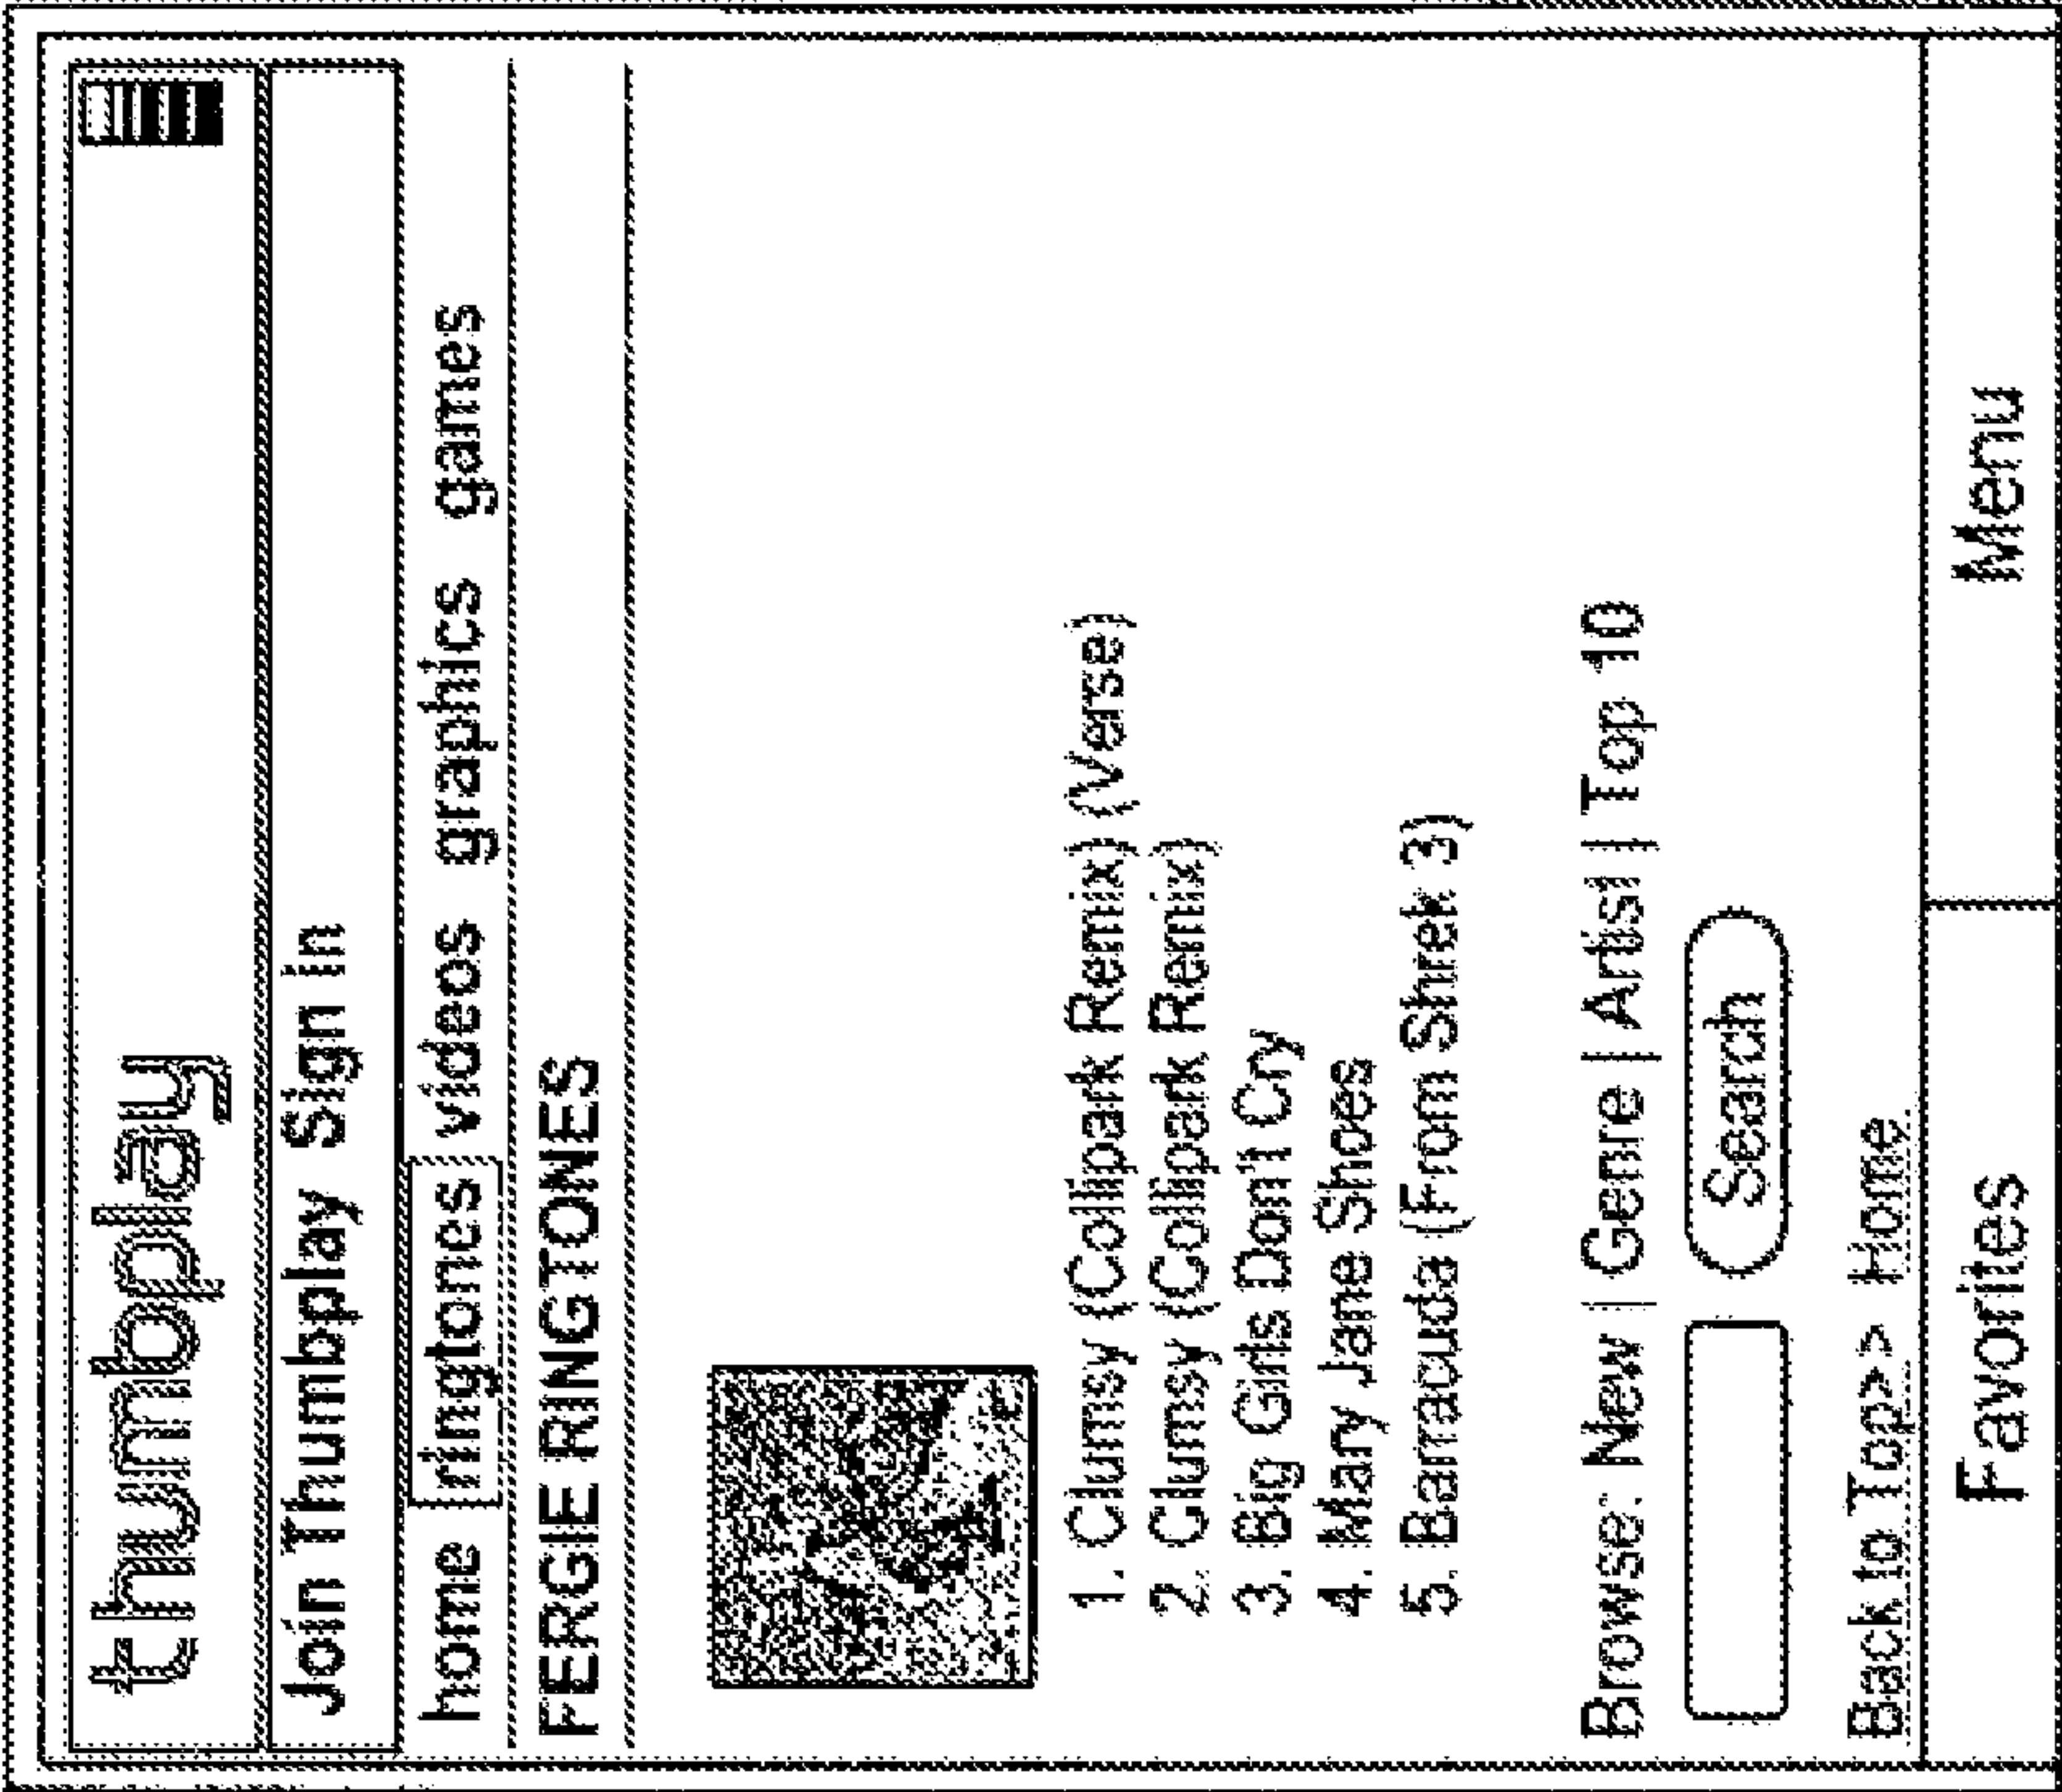 thumbplay
Join Thumbplay Sign in
home ringtones videos graphics games
FERGIE RINGTONES
1. Clumsy (Collipark Remix) (Verse)
2. Clumsy (Collipark Remix)
3. Big Girls Don't Cry
4. Mary Jane Shoes
5. Barracuda (From Shrek 3)
Browse: New | Genre | Artist | Top 10
Search
Back to Top>> Home
Favorites Menu